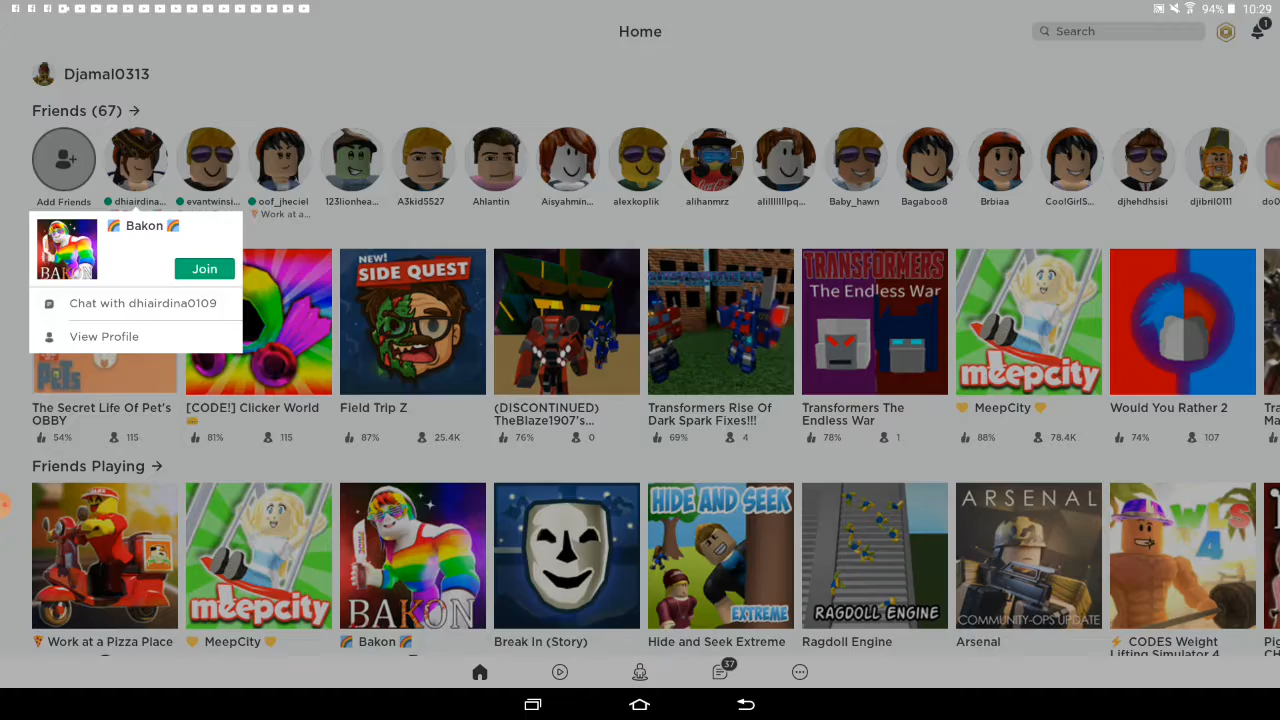 94% 10:29
Home
Search
1
Djamal0313
Friends (67) →
Add Friends
dhiairdina...
evantwinsi...
oof_jheciel
Work at a...
123lionhea...
A3kid5527
Ahlantin
Aisyahmin...
alexkoplik
alihanmrz
alilllllllpq...
Baby_hawn
Bagaboo8
Brbiaa
CoolGirlS...
djhehdhsisi
djibril0111
do0
🌈 Bakon 🌈
BAKON
Join
Chat with dhiairdina0109
View Profile
PETS
NEW!
SIDE QUEST
TRANSFORMERS
The Endless War
meepcity
The Secret Life Of Pet's
OBBY
54% 115
[CODE!] Clicker World
81% 115
Field Trip Z
87% 25.4K
(DISCONTINUED)
TheBlaze1907's...
76% 0
Transformers Rise Of
Dark Spark Fixes!!!
69% 4
Transformers The
Endless War
78% 1
💛 MeepCity 💛
88% 78.4K
Would You Rather 2
74% 107
Friends Playing →
meepcity
BAKON
HIDE AND SEEK
EXTREME
RAGDOLL ENGINE
ARSENAL
COMMUNITY-OPS UPDATE
4
🍕 Work at a Pizza Place
💛 MeepCity 💛
🌈 Bakon 🌈
Break In (Story)
Hide and Seek Extreme
Ragdoll Engine
Arsenal
⚡ CODES Weight
Lifting Simulator 4
37